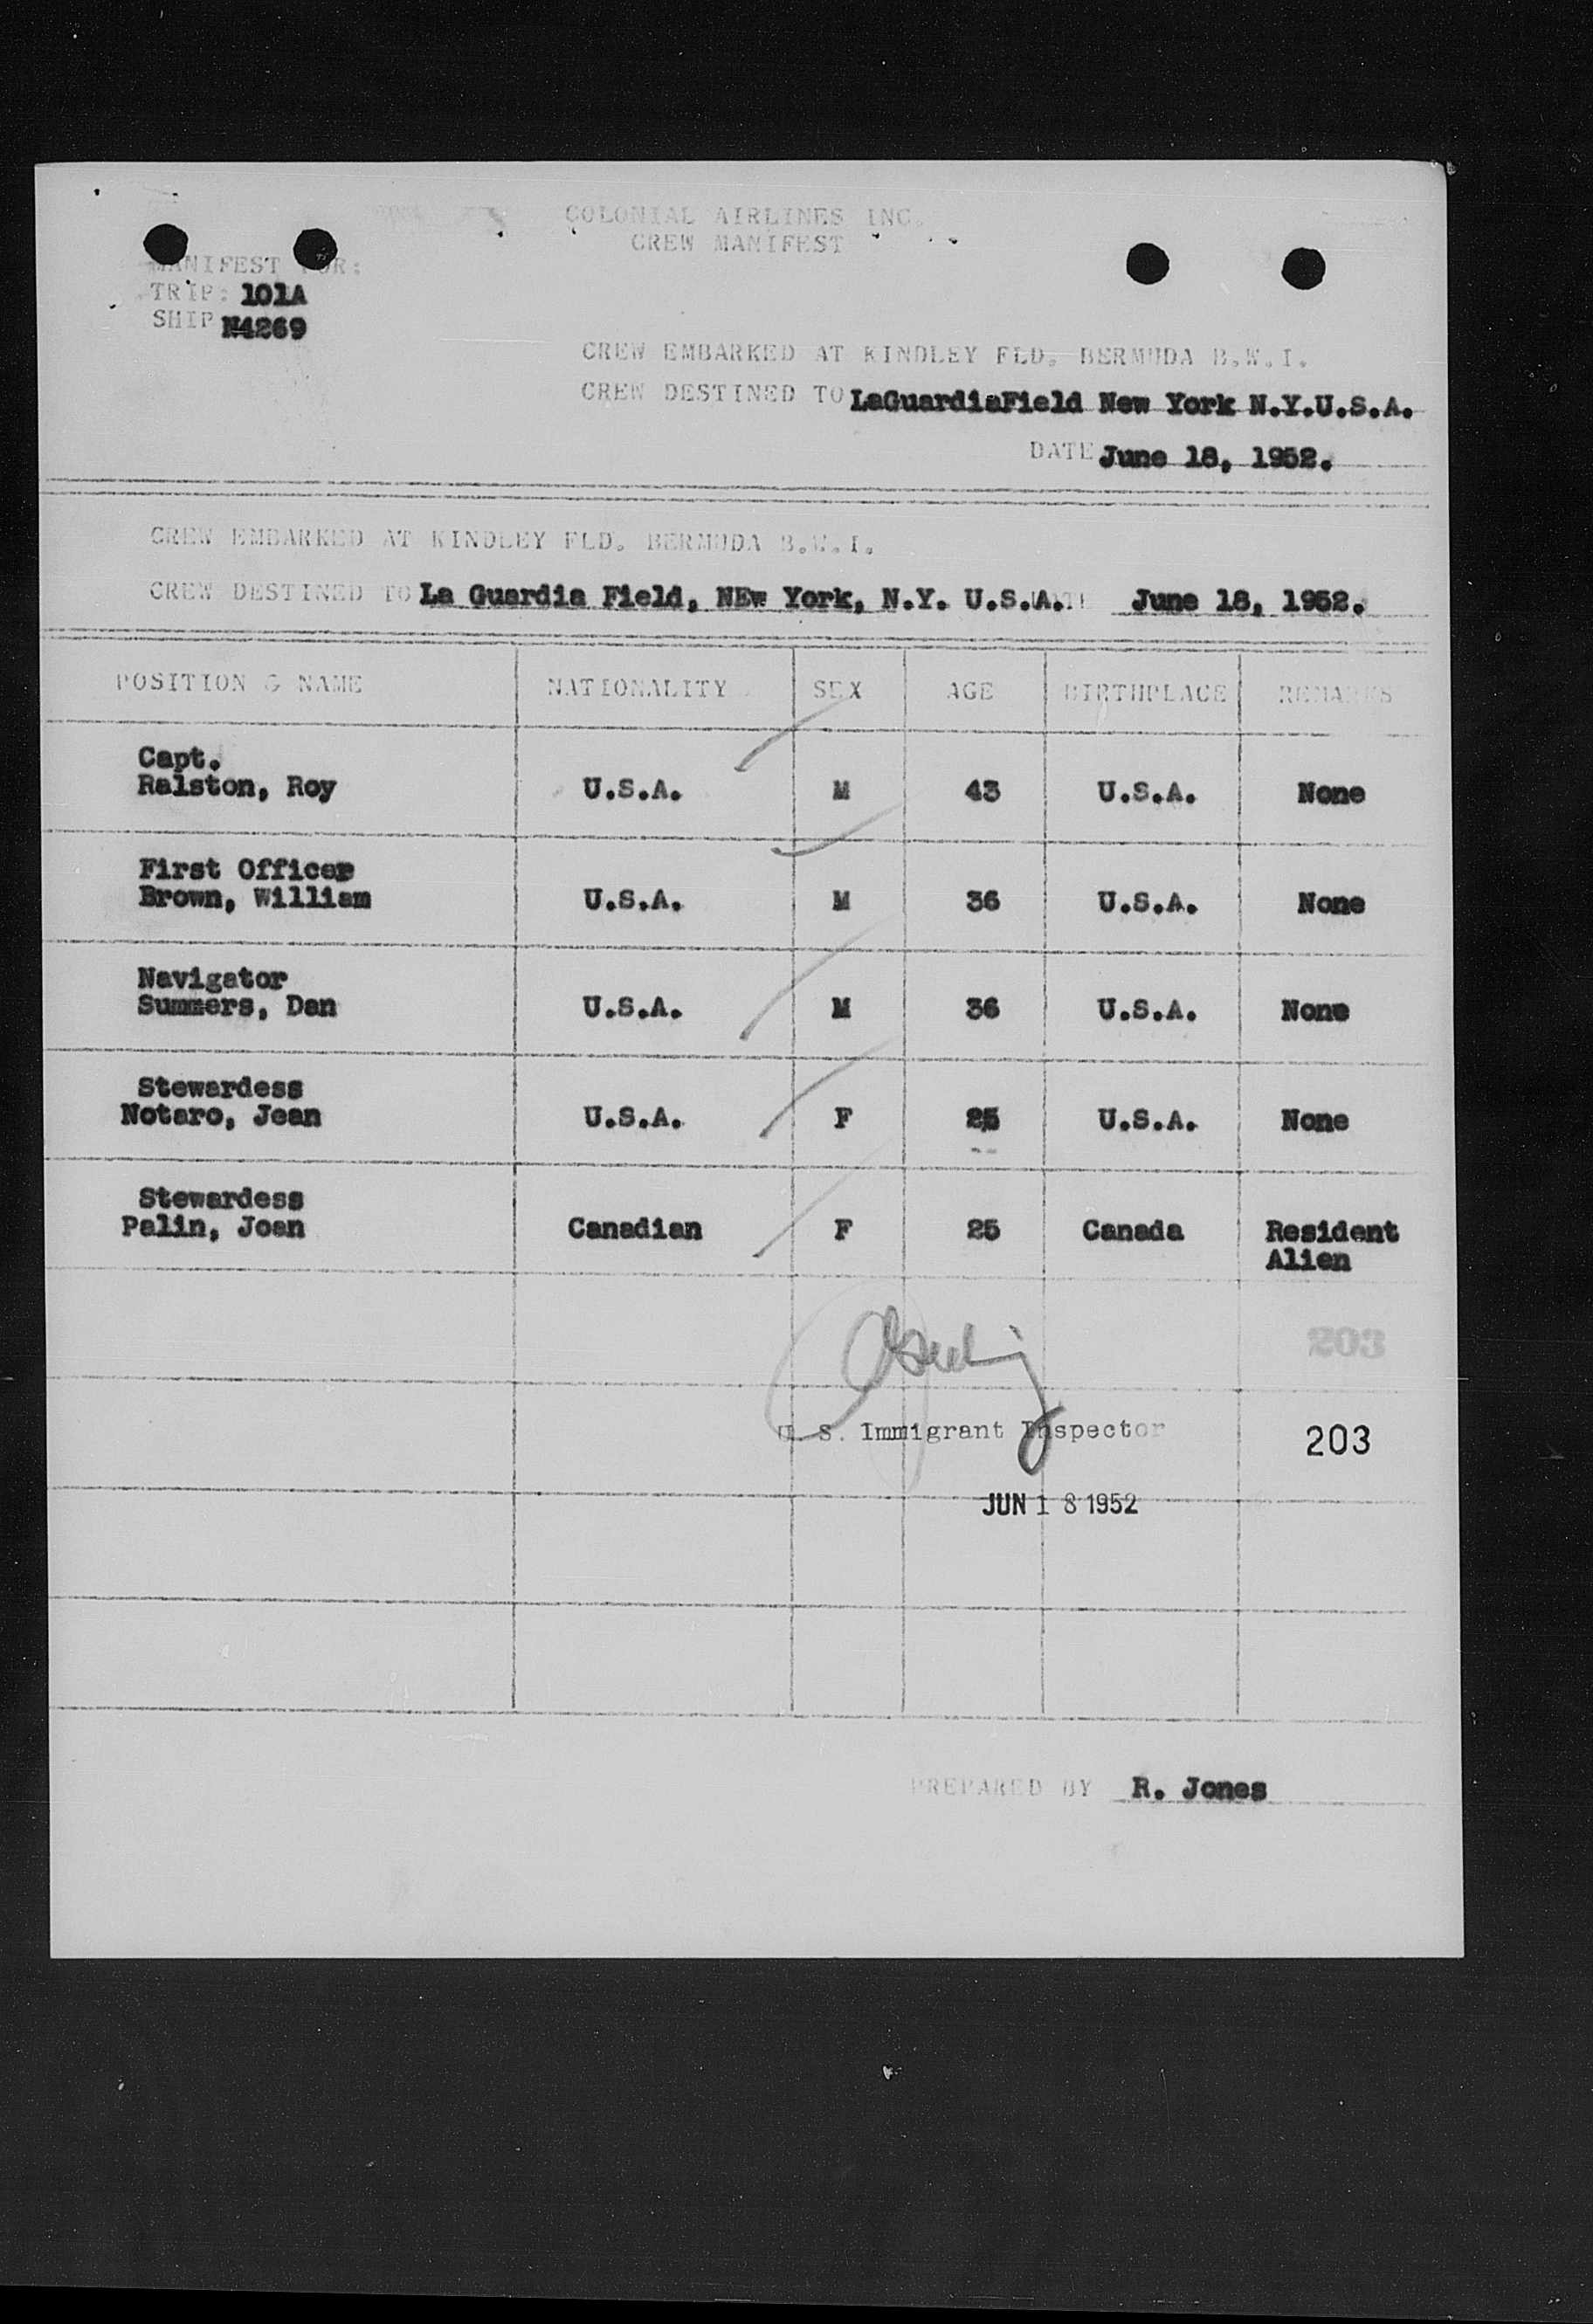 COLONIAL AIRLINES INC.
CREW MANIFEST
MANIFEST FOR:
TRIP: 101A
SHIP N4269
CREW EMBARKED AT KINDLEY FLD. BERMUDA B.W.I.
CREW DESTINED TO LaGuardiaField New York N.Y.U.S.A.
DATE June 18, 1952.
CREW EMBARKED AT KINDLEY FLD. BERMUDA B.W.I.
CREW DESTINED TO La Guardia Field, NEw York, N.Y. U.S.A. DATE June 18, 1952.
POSITION & NAME NATIONALITY SEX AGE BIRTHPLACE REMARKS
Capt.
Ralston, Roy U.S.A. M 43 U.S.A. None
First Officer
Brown, William U.S.A. M 36 U.S.A. None
Navigator
Summers, Dan U.S.A. M 36 U.S.A. None
Stewardess
Notaro, Jean U.S.A. F 25 U.S.A. None
Stewardess
Palin, Joan Canadian F 25 Canada Resident
Alien
203
U. S. Immigrant Inspector
203
JUN 18 1952
PREPARED BY R. Jones